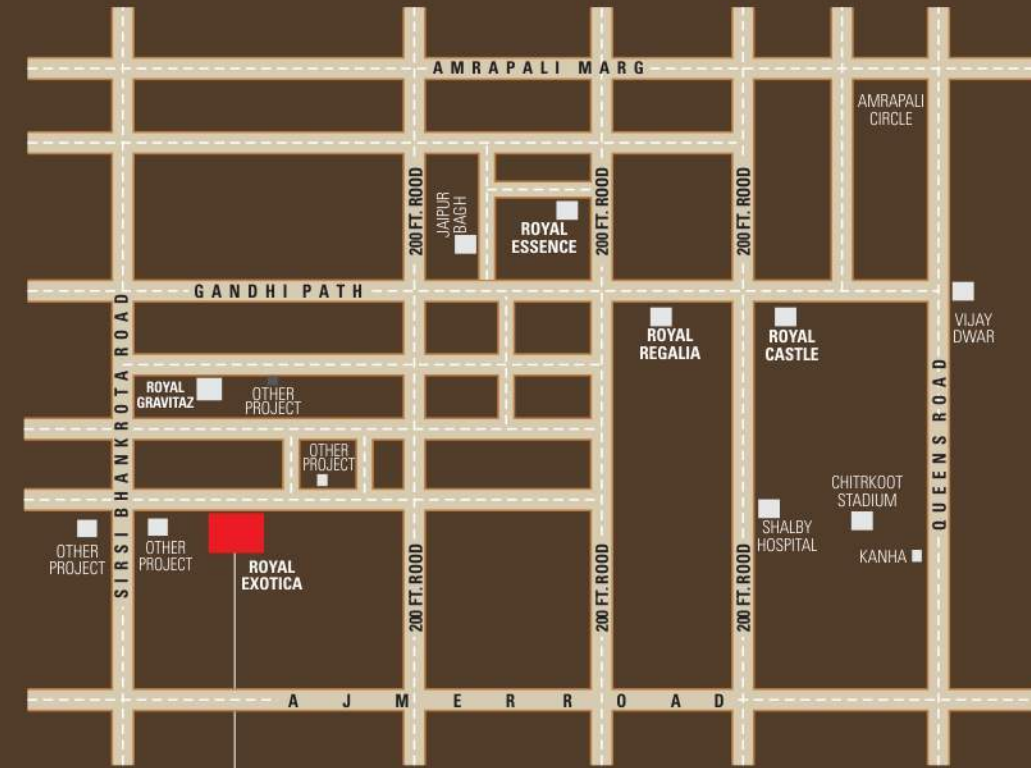 AMRAPALI MARG
AMRAPALI
CIRCLE
200 FT. ROOD
JAIPUR
BAGH
ROYAL
ESSENCE
200 FT. ROOD
200 FT. ROOD
GANDHI PATH
SIRSI BHANKROTA ROAD
ROYAL
REGALIA
ROYAL
CASTLE
VIJAY
DWAR
ROYAL
GRAVITAZ
OTHER
PROJECT
QUEENS ROAD
OTHER
PROJECT
CHITRKOOT
STADIUM
OTHER
PROJECT
OTHER
PROJECT
ROYAL
EXOTICA
SHALBY
HOSPITAL
KANHA
200 FT. ROOD
200 FT. ROOD
200 FT. ROOD
AJMER ROAD